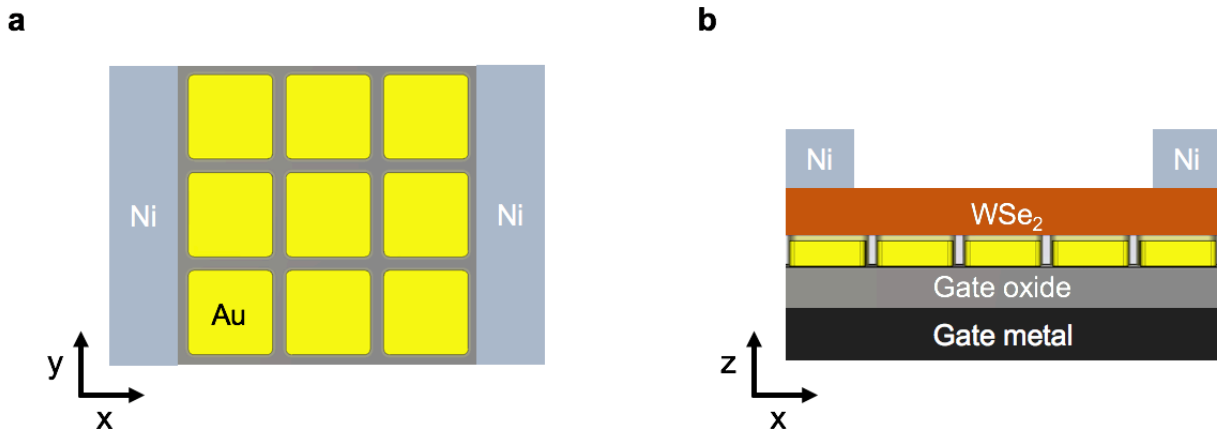 a
b
Ni
Ni
Au
y
x
Ni
Ni
WSe₂
Gate oxide
Gate metal
z
x